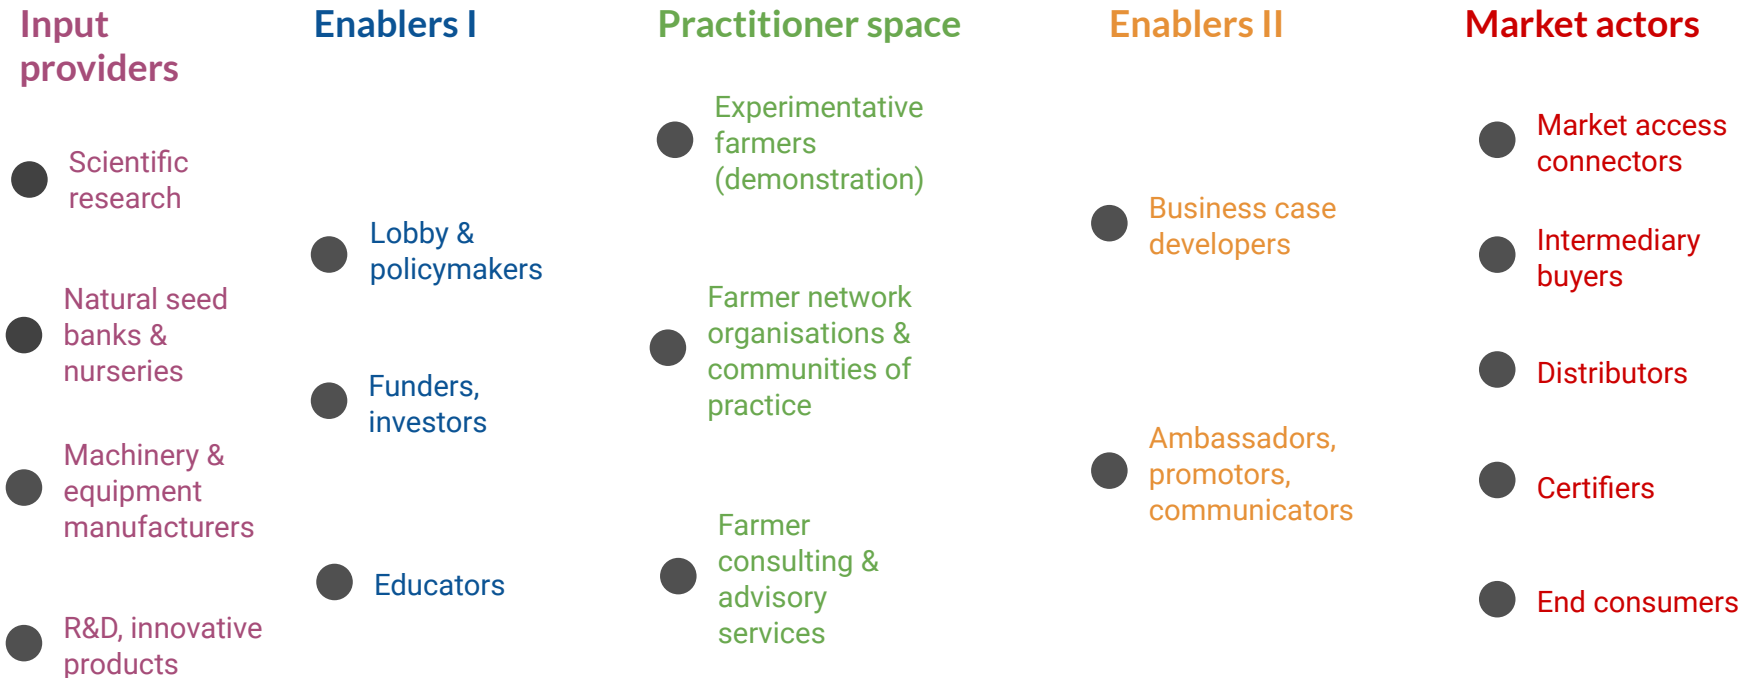 Input
providers
Scientific
research
Natural seed
banks &
nurseries
Machinery &
equipment
manufacturers
R&D, innovative
products
Enablers I
Lobby &
policymakers
Funders,
investors
Educators
Practitioner space
Experimentative
farmers
(demonstration)
Farmer network
organisations &
communities of
practice
Farmer
consulting &
advisory
services
Enablers II
Business case
developers
Ambassadors,
promotors,
communicators
Market actors
Market access
connectors
Intermediary
buyers
Distributors
Certifiers
End consumers